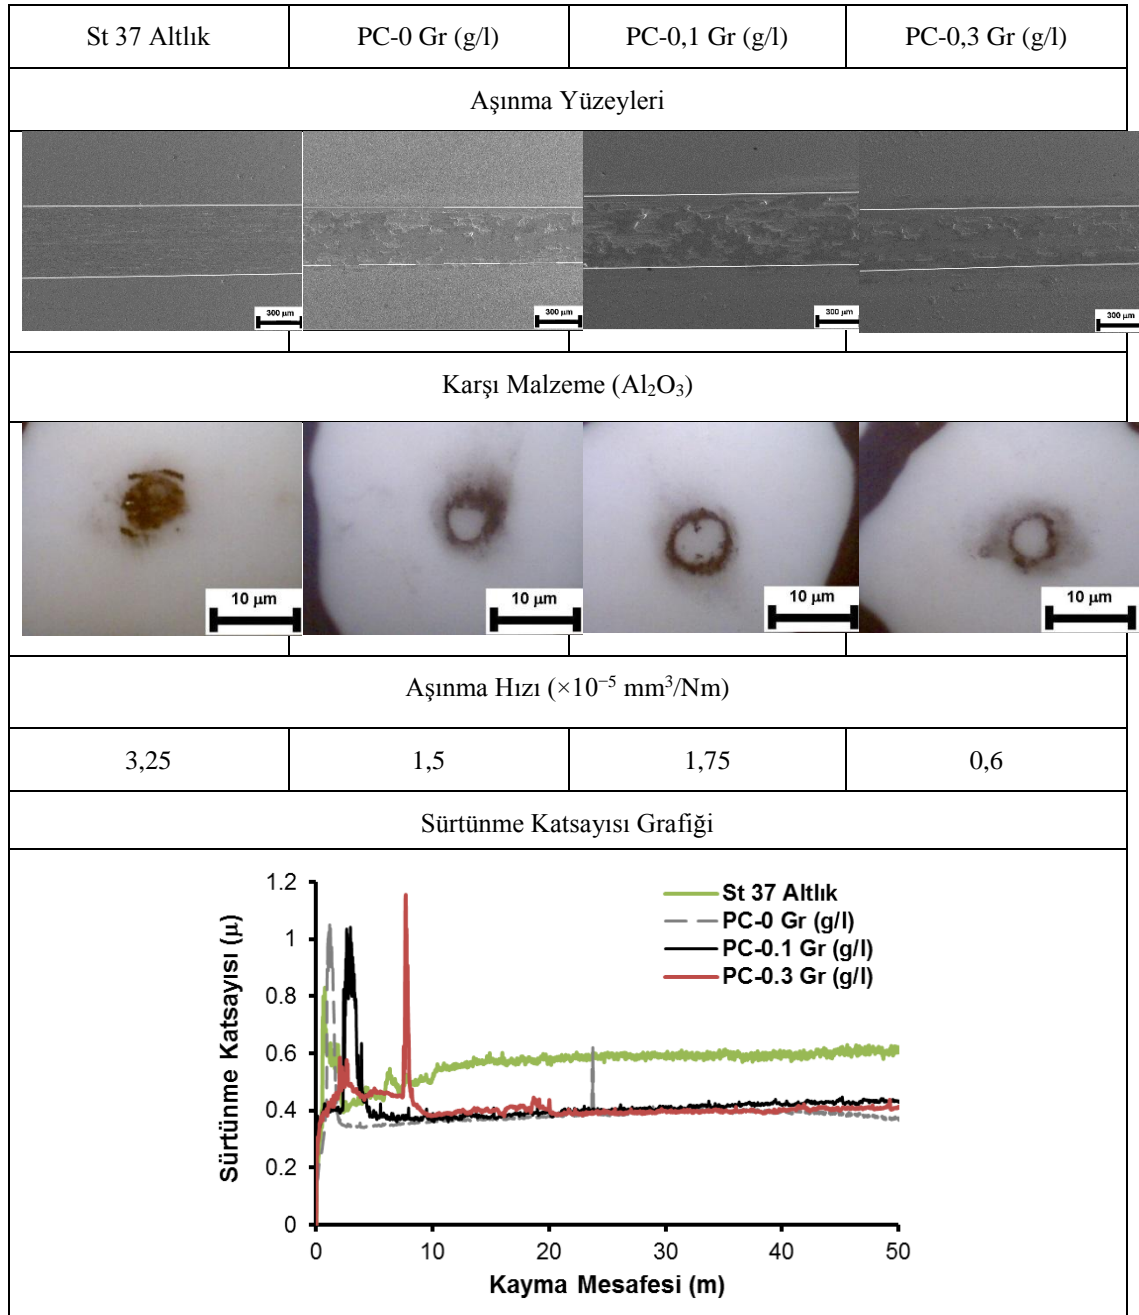 St 37 Altlık PC-0 Gr (g/l) PC-0,1 Gr (g/l) PC-0,3 Gr (g/l)
Aşınma Yüzeyleri
300 µm 300 µm 300 µm 300 µm
Karşı Malzeme (Al₂O₃)
10 µm 10 µm 10 µm 10 µm
Aşınma Hızı (×10⁻⁵ mm³/Nm)
3,25 1,5 1,75 0,6
Sürtünme Katsayısı Grafiği
Sürtünme Katsayısı (µ)
1.2
1
0.8
0.6
0.4
0.2
0
St 37 Altlık
PC-0 Gr (g/l)
PC-0.1 Gr (g/l)
PC-0.3 Gr (g/l)
0 10 20 30 40 50
Kayma Mesafesi (m)